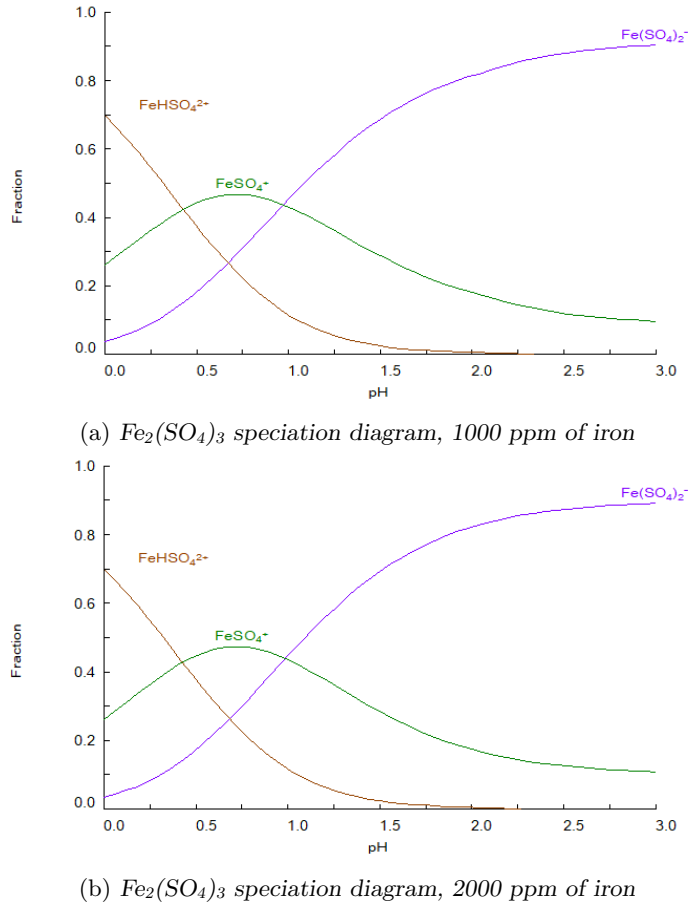 1.0
Fe(SO₄)₂⁻
0.8
FeHSO₄²⁺
0.6
Fraction
FeSO₄⁺
0.4
0.2
0.0
0.0 0.5 1.0 1.5 2.0 2.5 3.0
pH
(a) Fe₂(SO₄)₃ speciation diagram, 1000 ppm of iron
1.0
Fe(SO₄)₂⁻
0.8
FeHSO₄²⁺
0.6
Fraction
FeSO₄⁺
0.4
0.2
0.0
0.0 0.5 1.0 1.5 2.0 2.5 3.0
pH
(b) Fe₂(SO₄)₃ speciation diagram, 2000 ppm of iron